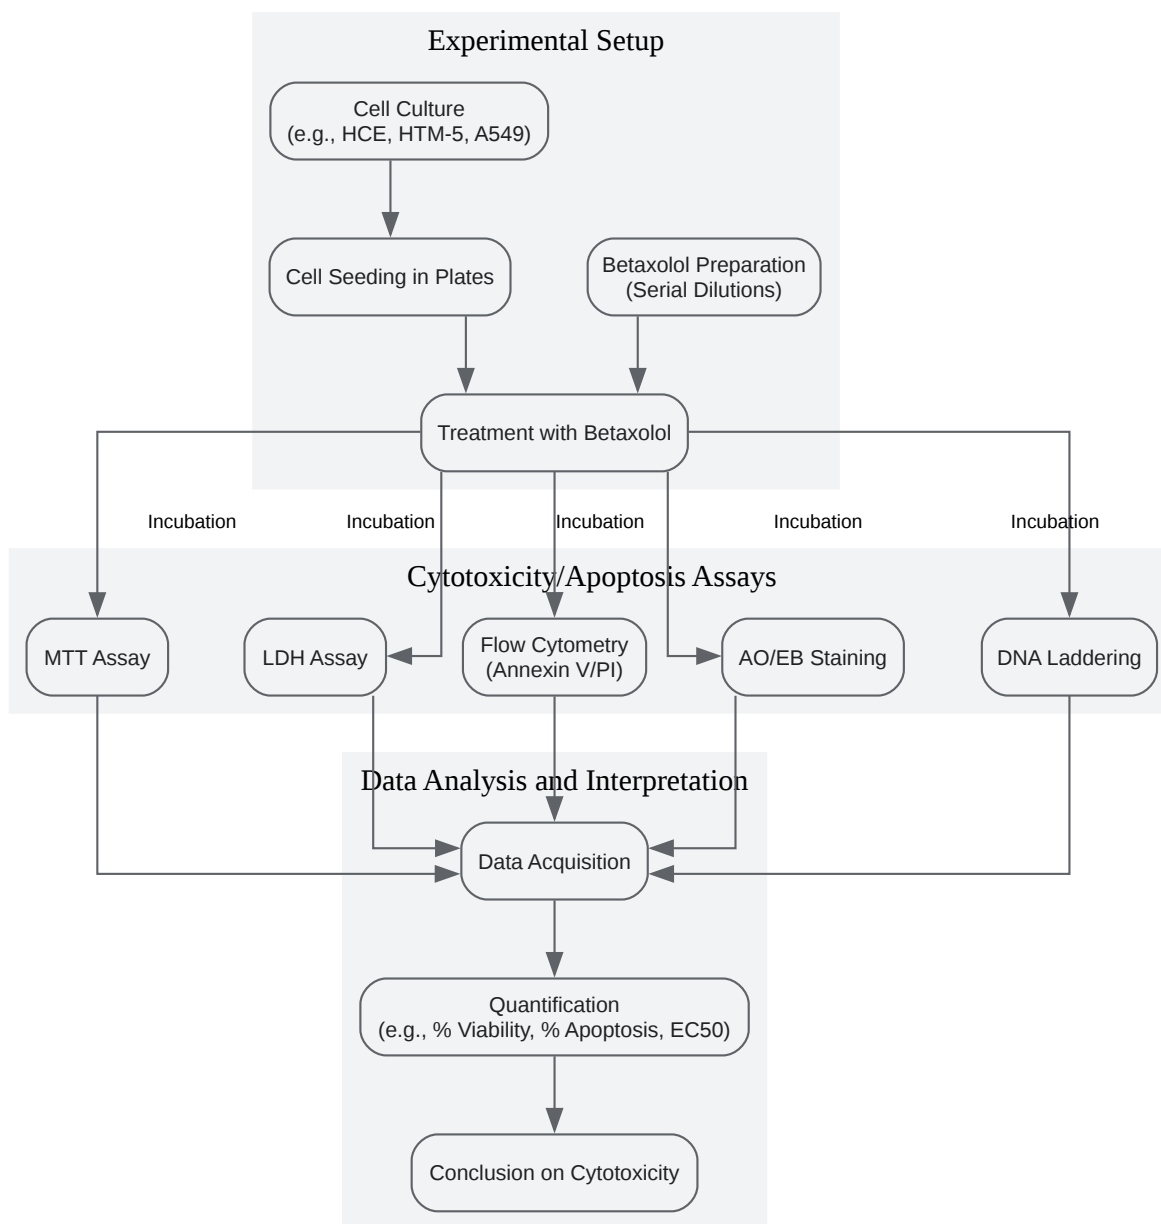 Experimental Setup
Cell Culture
(e.g., HCE, HTM-5, A549)
Cell Seeding in Plates
Betaxolol Preparation
(Serial Dilutions)
Treatment with Betaxolol
Incubation
Incubation
Incubation
Incubation
Incubation
Cytotoxicity/Apoptosis Assays
MTT Assay
LDH Assay
Flow Cytometry
(Annexin V/PI)
AO/EB Staining
DNA Laddering
Data Analysis and Interpretation
Data Acquisition
Quantification
(e.g., % Viability, % Apoptosis, EC50)
Conclusion on Cytotoxicity